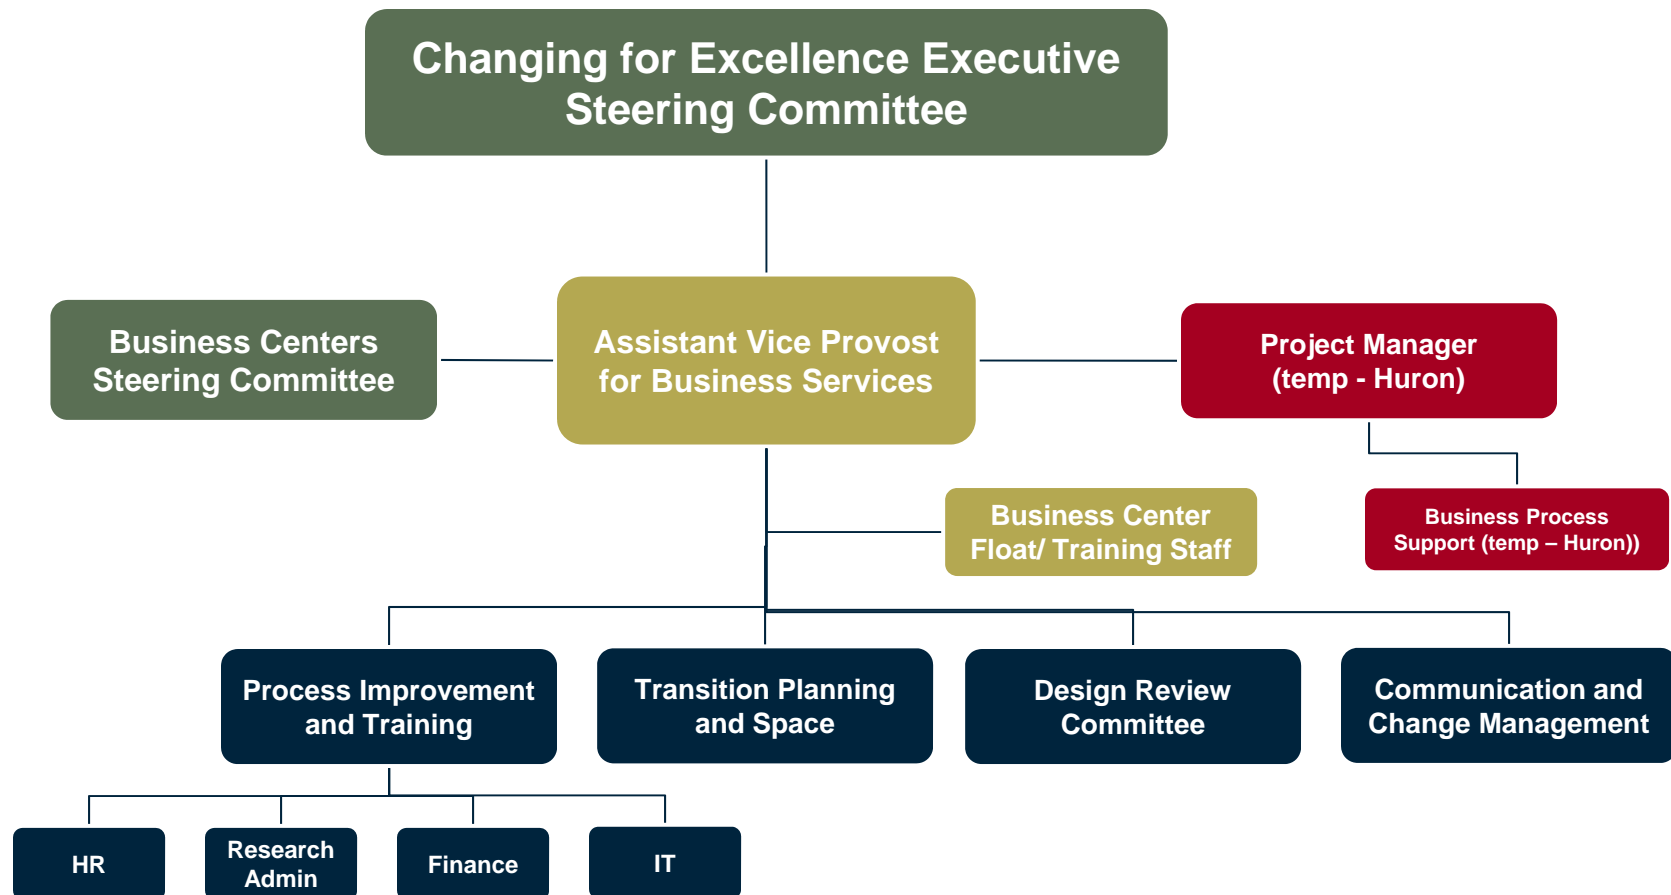 Changing for Excellence Executive
Steering Committee
Business Centers
Steering Committee
Assistant Vice Provost
for Business Services
Project Manager
(temp - Huron)
Business Center
Float/ Training Staff
Business Process
Support (temp – Huron))
Process Improvement
and Training
Transition Planning
and Space
Design Review
Committee
Communication and
Change Management
HR
Research
Admin
Finance
IT